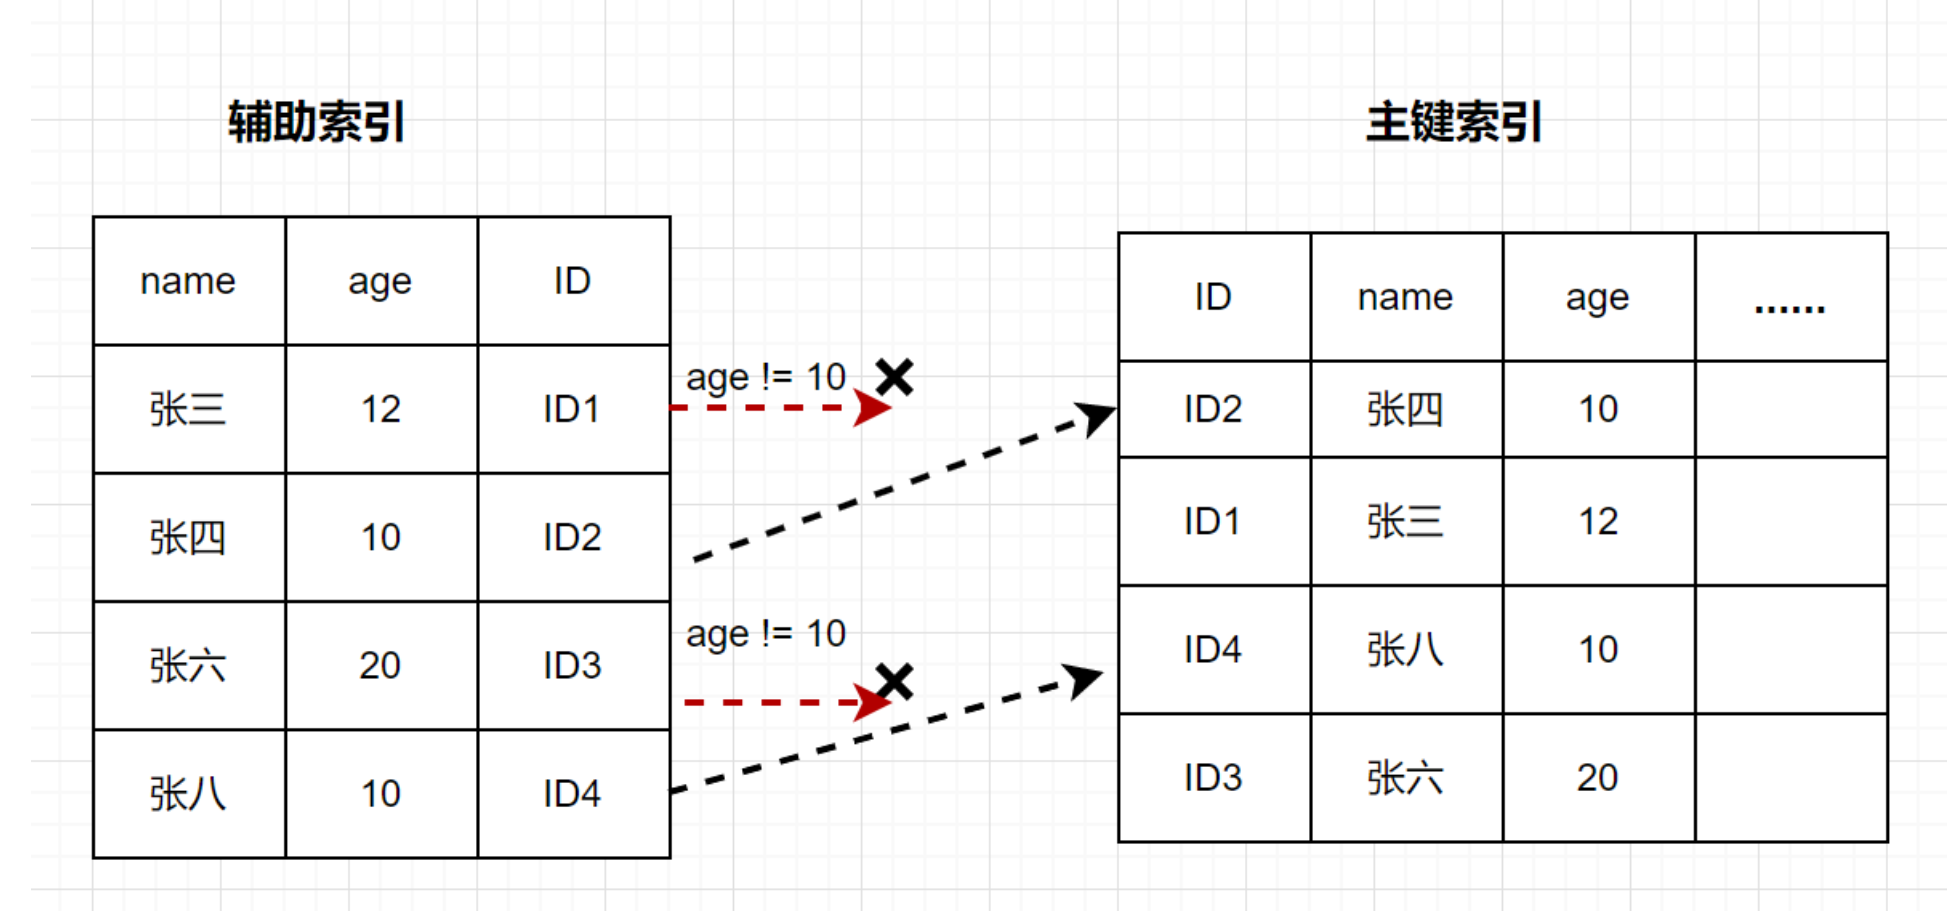 辅助索引
name age ID
张三 12 ID1
张四 10 ID2
张六 20 ID3
张八 10 ID4
age != 10
age != 10
主键索引
ID name age ......
ID2 张四 10
ID1 张三 12
ID4 张八 10
ID3 张六 20